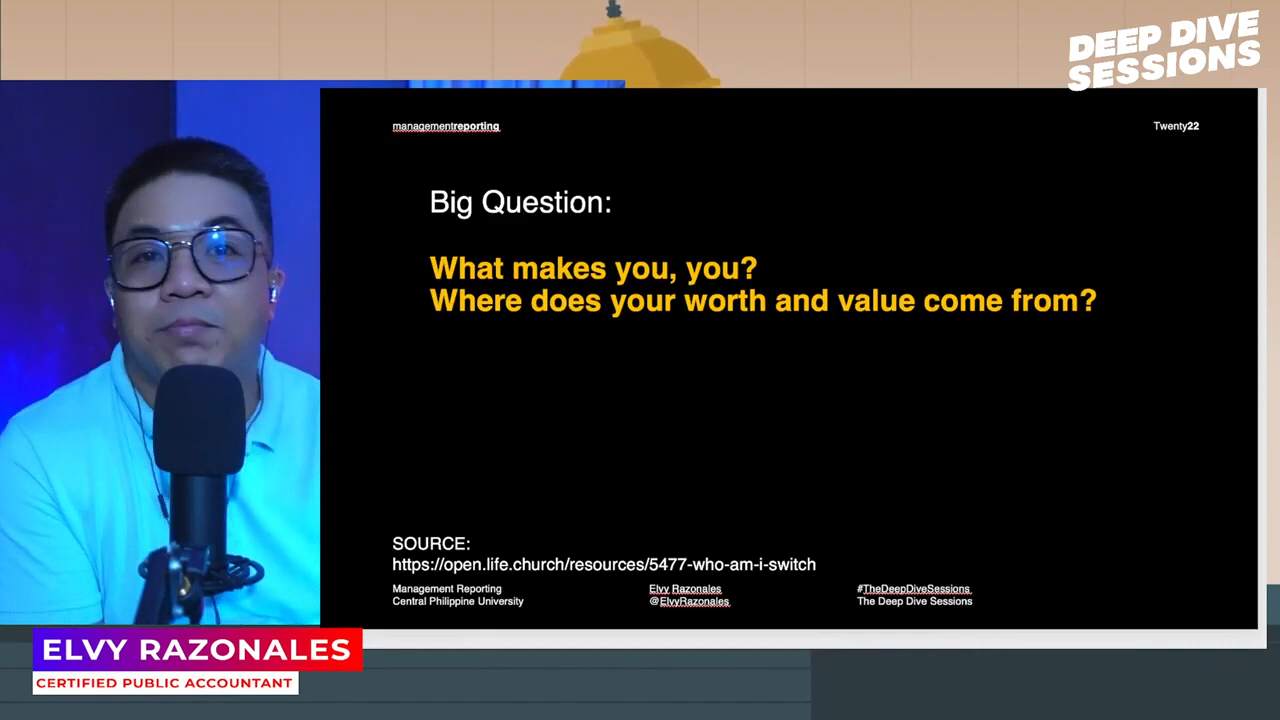 DEEP DIVE
SESSIONS
managementreporting
Twenty22
Big Question:
What makes you, you?
Where does your worth and value come from?
SOURCE:
https://open.life.church/resources/5477-who-am-i-switch
Management Reporting
Central Philippine University
Elvy Razonales
@ElvyRazonales
#TheDeepDiveSessions
The Deep Dive Sessions
ELVY RAZONALES
CERTIFIED PUBLIC ACCOUNTANT